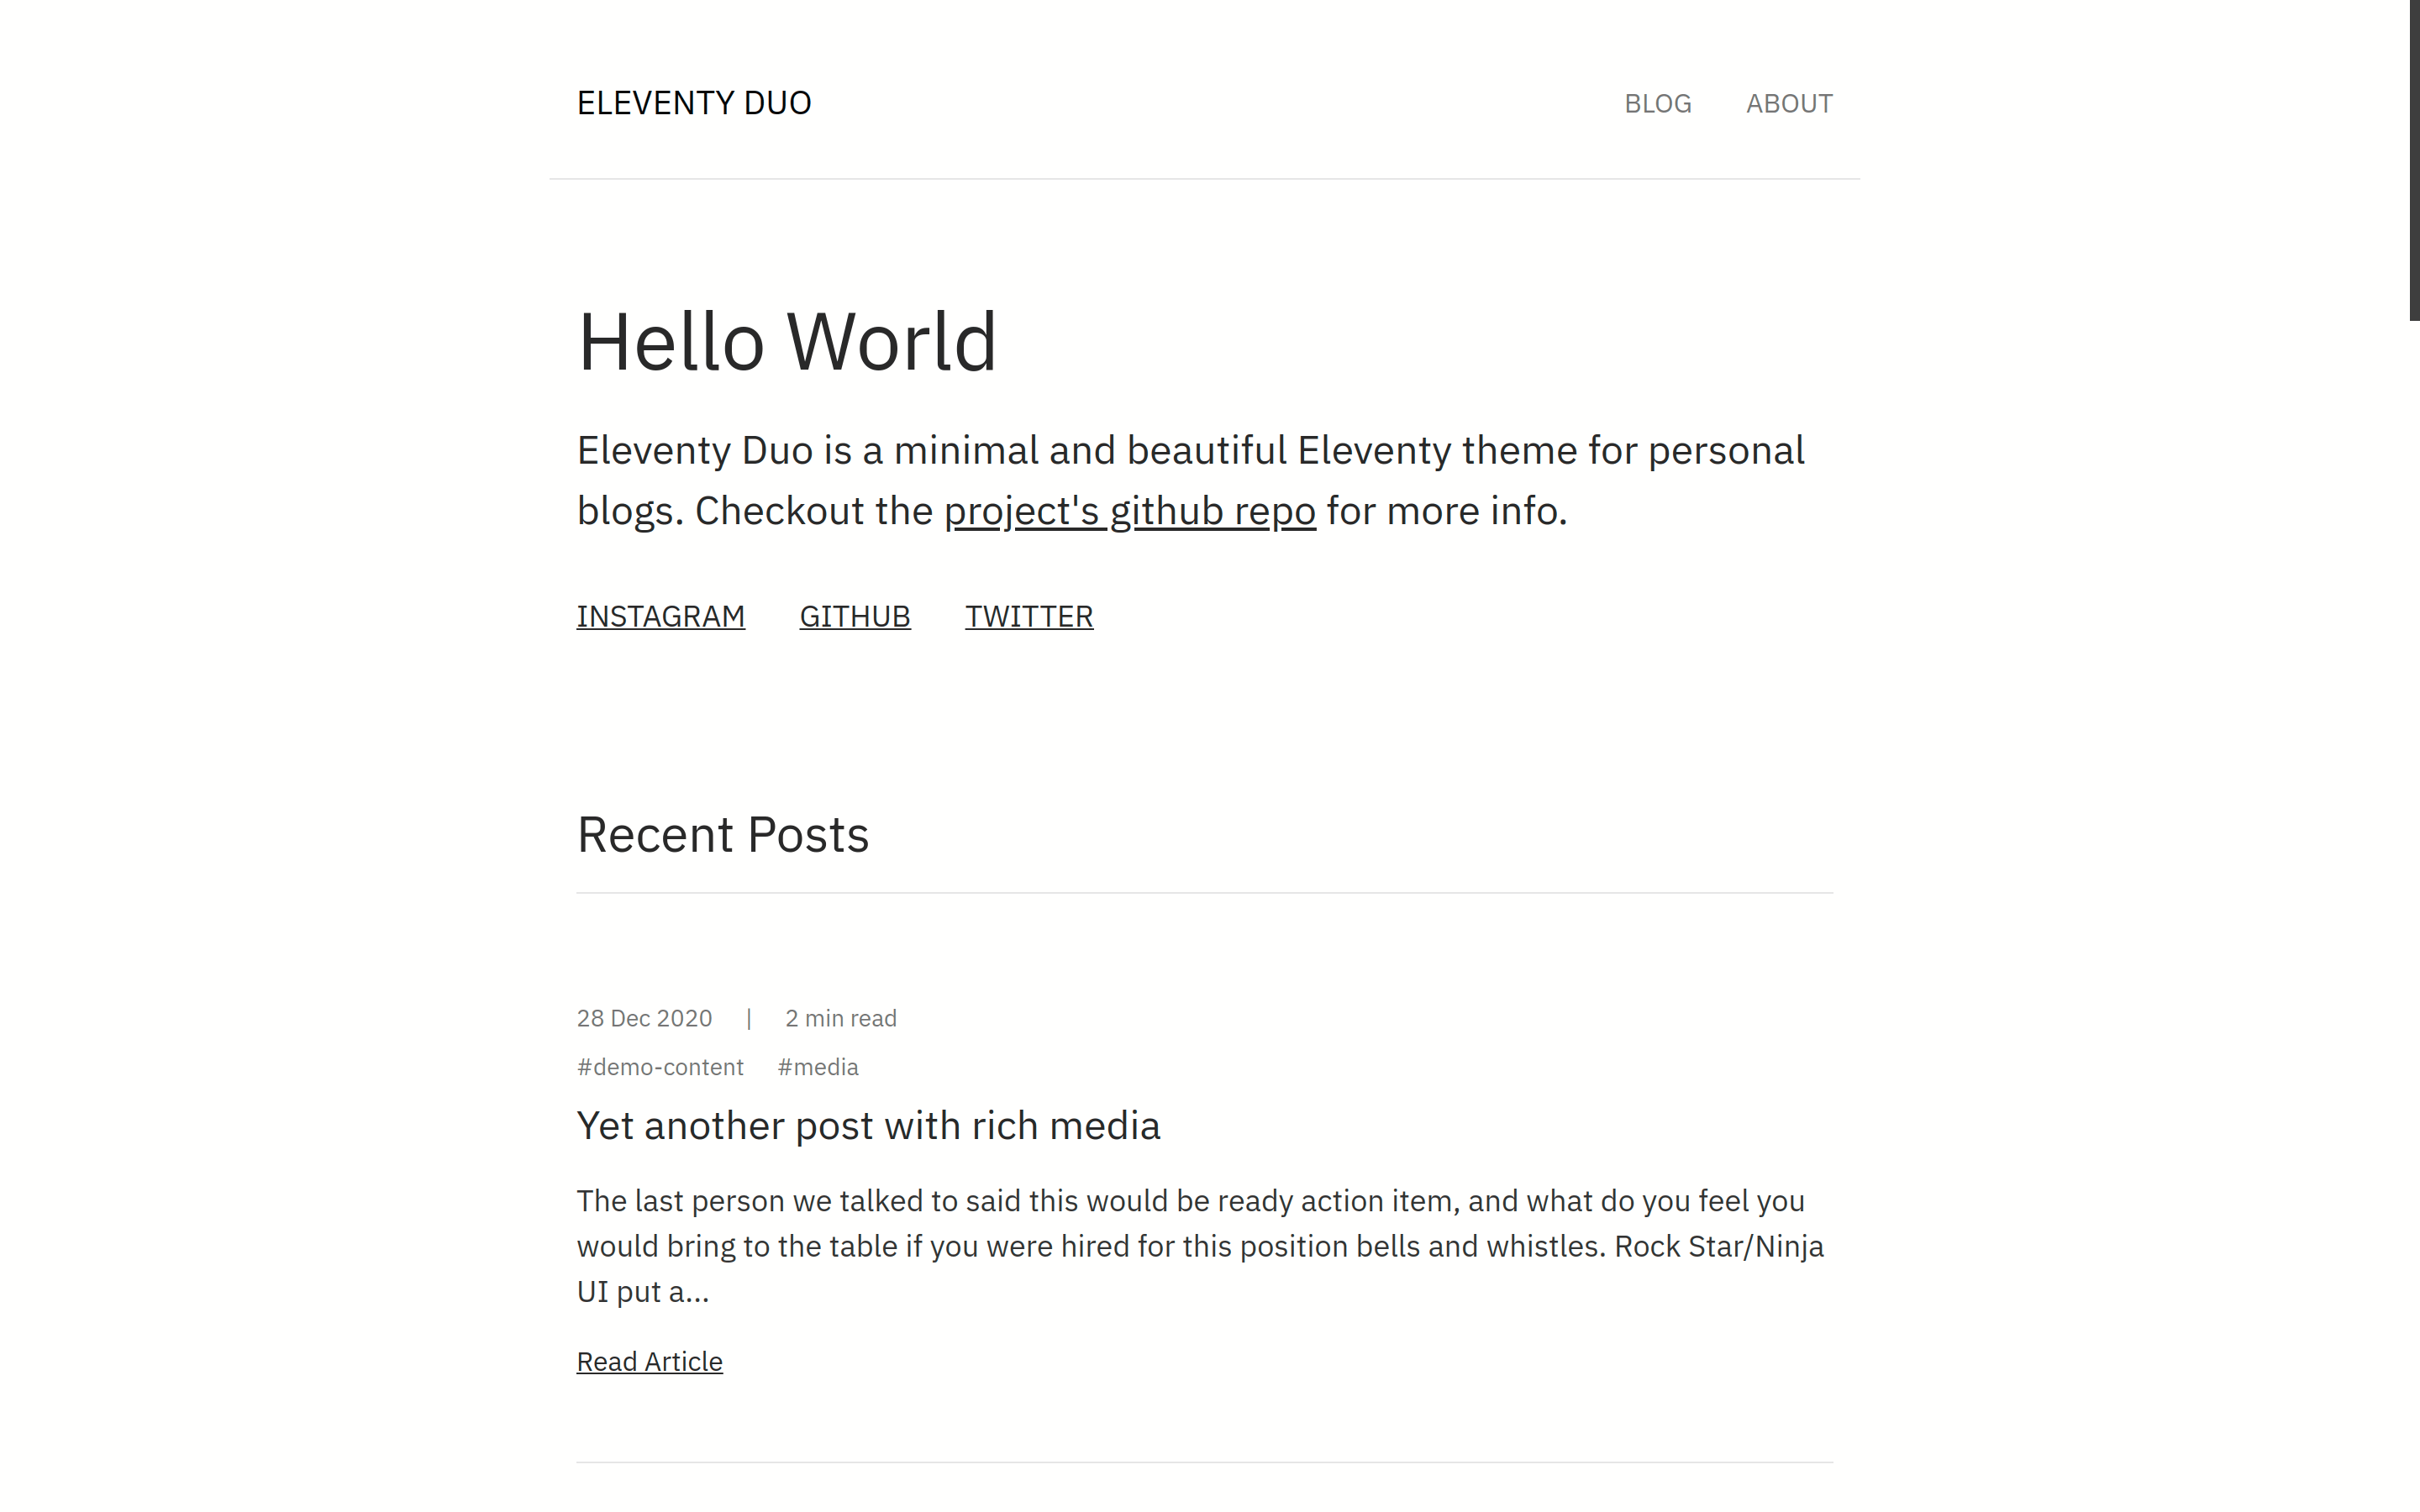 ELEVENTY DUO
BLOG ABOUT
Hello World
Eleventy Duo is a minimal and beautiful Eleventy theme for personal
blogs. Checkout the project's github repo for more info.
INSTAGRAM GITHUB TWITTER
Recent Posts
28 Dec 2020 | 2 min read
#demo-content #media
Yet another post with rich media
The last person we talked to said this would be ready action item, and what do you feel you
would bring to the table if you were hired for this position bells and whistles. Rock Star/Ninja
UI put a...
Read Article